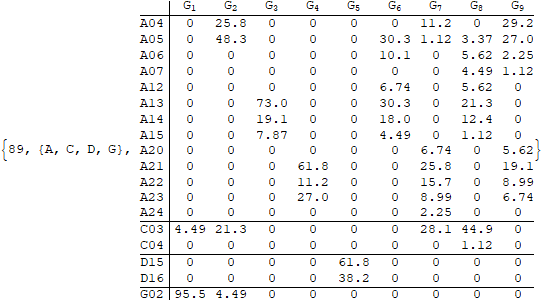 G1 G2 G3 G4 G5 G6 G7 G8 G9
A04 0 25.8 0 0 0 0 11.2 0 29.2
A05 0 48.3 0 0 0 30.3 1.12 3.37 27.0
A06 0 0 0 0 0 10.1 0 5.62 2.25
A07 0 0 0 0 0 0 0 4.49 1.12
A12 0 0 0 0 0 6.74 0 5.62 0
A13 0 0 73.0 0 0 30.3 0 21.3 0
A14 0 0 19.1 0 0 18.0 0 12.4 0
A15 0 0 7.87 0 0 4.49 0 1.12 0
{89, {A, C, D, G}, A20 0 0 0 0 0 0 6.74 0 5.62}
A21 0 0 0 61.8 0 0 25.8 0 19.1
A22 0 0 0 11.2 0 0 15.7 0 8.99
A23 0 0 0 27.0 0 0 8.99 0 6.74
A24 0 0 0 0 0 0 2.25 0 0
C03 4.49 21.3 0 0 0 0 28.1 44.9 0
C04 0 0 0 0 0 0 0 1.12 0
D15 0 0 0 0 61.8 0 0 0 0
D16 0 0 0 0 38.2 0 0 0 0
G02 95.5 4.49 0 0 0 0 0 0 0